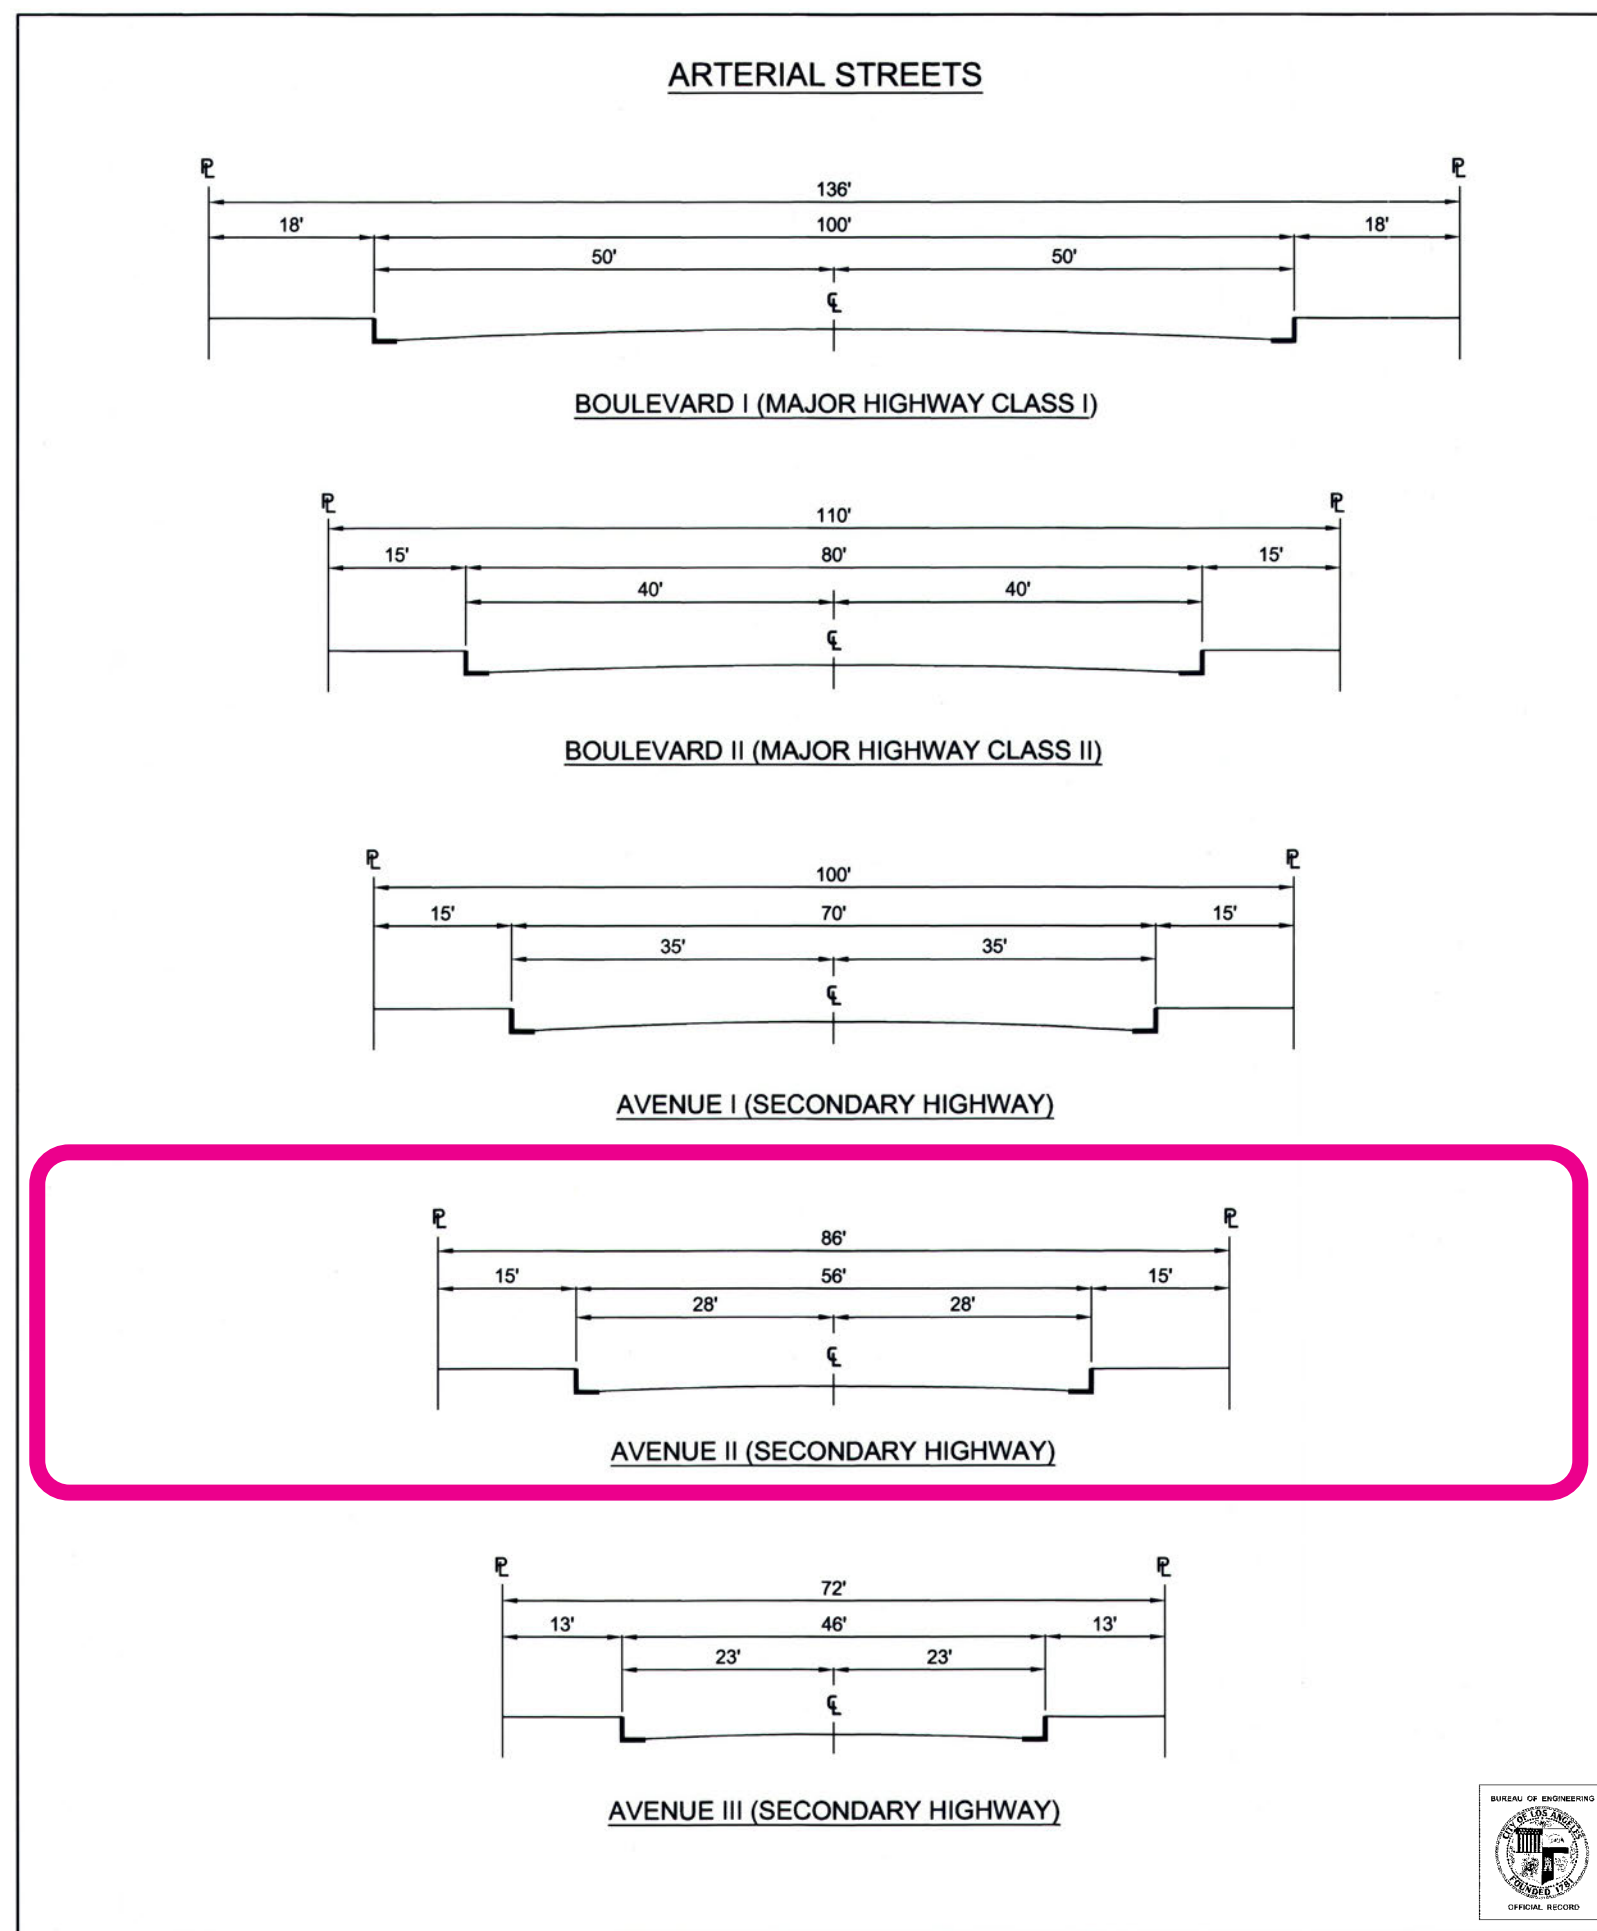 ARTERIAL STREETS
PL PL
136'
18' 100' 18'
50' 50'
CL
BOULEVARD I (MAJOR HIGHWAY CLASS I)
PL PL
110'
15' 80' 15'
40' 40'
CL
BOULEVARD II (MAJOR HIGHWAY CLASS II)
PL PL
100'
15' 70' 15'
35' 35'
CL
AVENUE I (SECONDARY HIGHWAY)
PL PL
86'
15' 56' 15'
28' 28'
CL
AVENUE II (SECONDARY HIGHWAY)
PL PL
72'
13' 46' 13'
23' 23'
CL
AVENUE III (SECONDARY HIGHWAY)
BUREAU OF ENGINEERING
CITY OF LOS ANGELES
FOUNDED 1781
OFFICIAL RECORD